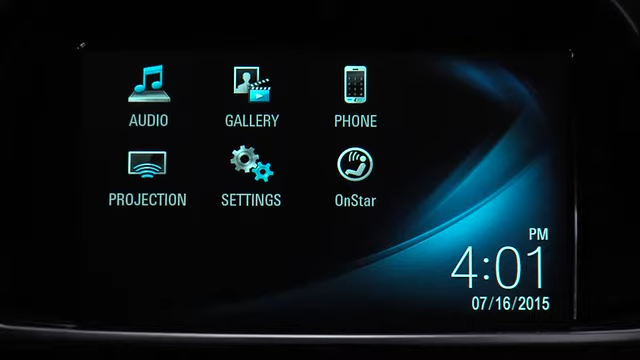 AUDIO GALLERY PHONE
PROJECTION SETTINGS OnStar
PM
4:01
07/16/2015